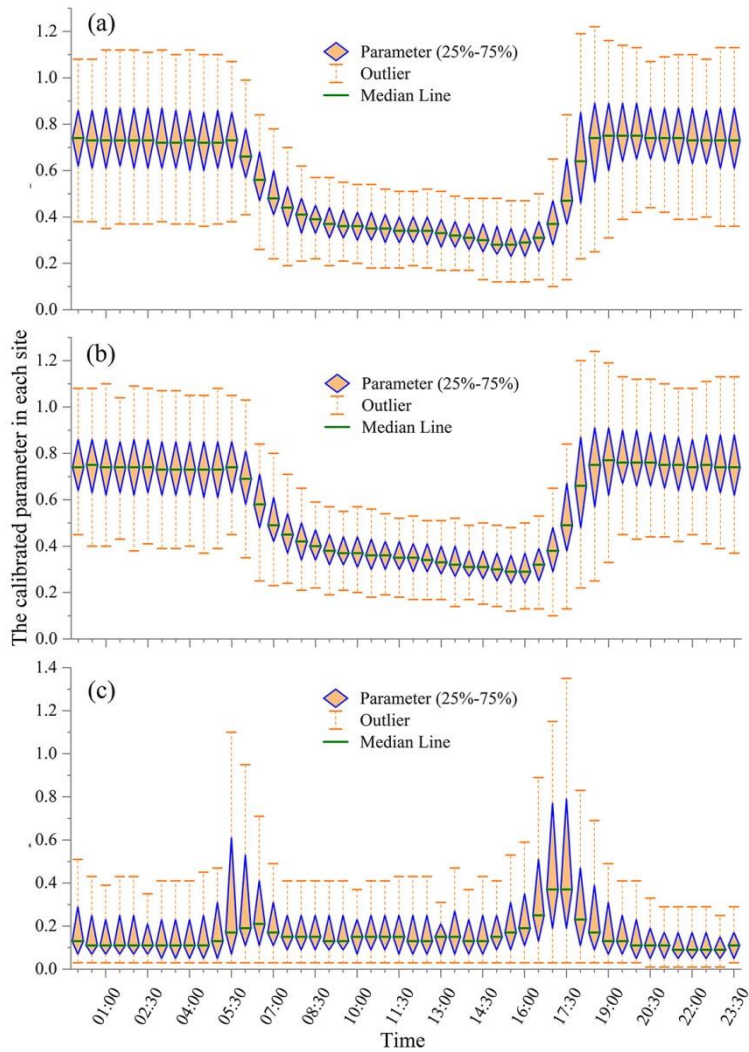 (a)
1.2
1.0
0.8
0.6
0.4
0.2
0.0
Parameter (25%-75%)
Outlier
Median Line
The calibrated parameter in each site
(b)
1.2
1.0
0.8
0.6
0.4
0.2
0.0
Parameter (25%-75%)
Outlier
Median Line
(c)
1.4
1.2
1.0
0.8
0.6
0.4
0.2
0.0
Parameter (25%-75%)
Outlier
Median Line
01:00 02:30 04:00 05:30 07:00 08:30 10:00 11:30 13:00 14:30 16:00 17:30 19:00 20:30 22:00 23:30
Time